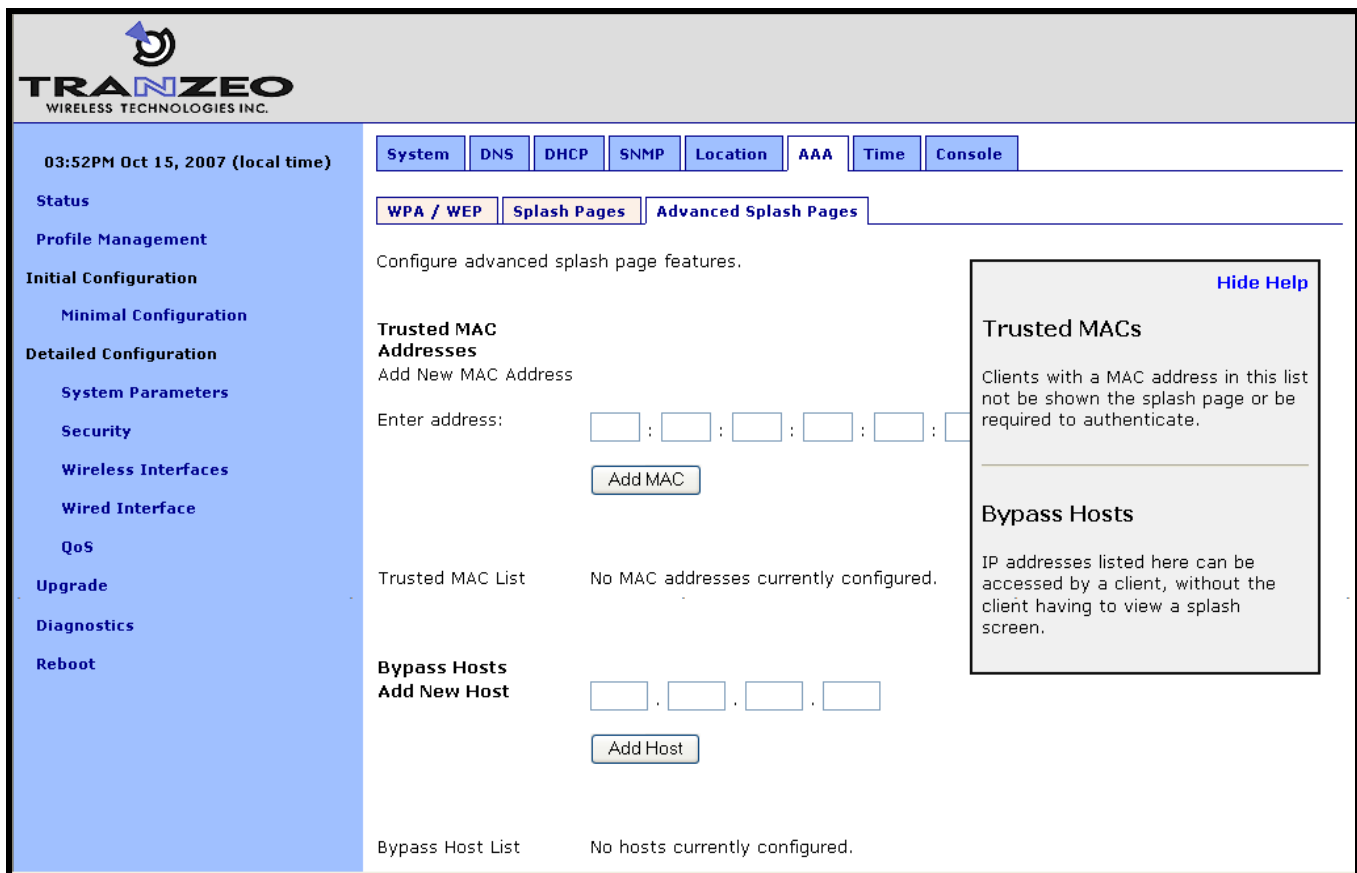 TRANZEO
WIRELESS TECHNOLOGIES INC.
03:52PM Oct 15, 2007 (local time)
Status
Profile Management
Initial Configuration
Minimal Configuration
Detailed Configuration
System Parameters
Security
Wireless Interfaces
Wired Interface
QoS
Upgrade
Diagnostics
Reboot
System DNS DHCP SNMP Location AAA Time Console
WPA / WEP Splash Pages Advanced Splash Pages
Configure advanced splash page features.
Trusted MAC
Addresses
Add New MAC Address
Enter address: : : : : :
Add MAC
Trusted MAC List No MAC addresses currently configured.
Bypass Hosts
Add New Host . . .
Add Host
Bypass Host List No hosts currently configured.
Hide Help
Trusted MACs
Clients with a MAC address in this list
not be shown the splash page or be
required to authenticate.
Bypass Hosts
IP addresses listed here can be
accessed by a client, without the
client having to view a splash
screen.